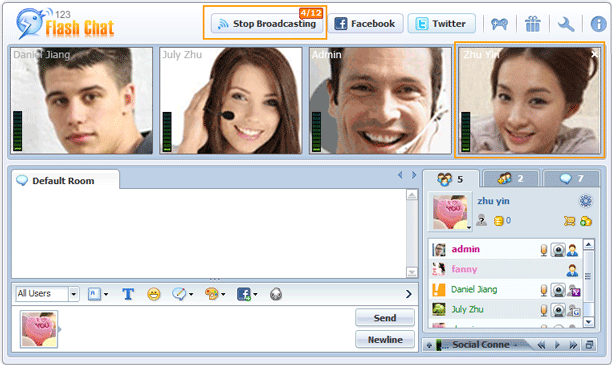 123
Flash Chat
4/12
Stop Broadcasting
Facebook
Twitter
Daniel Jiang
July Zhu
Admin
Zhu Yin
Default Room
5
2
7
zhu yin
0
admin
fanny
Daniel Jiang
July Zhu
All Users
Send
Newline
Social Conne